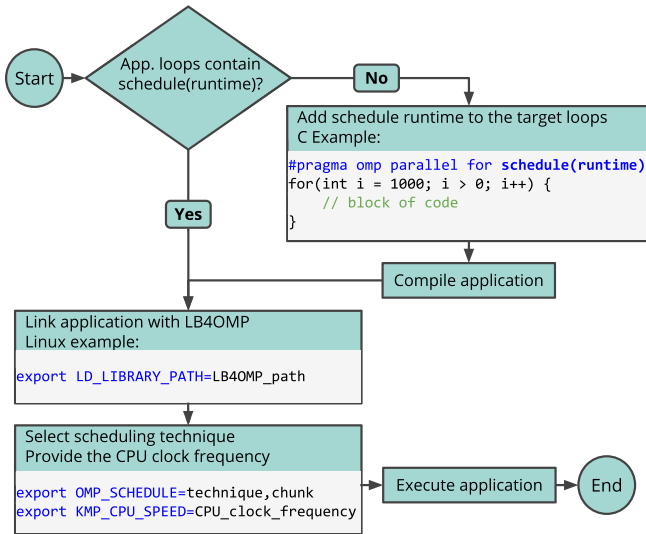 Start
App. loops contain
schedule(runtime)?
No
Add schedule runtime to the target loops
C Example:
#pragma omp parallel for schedule(runtime)
for(int i = 1000; i > 0; i++) {
// block of code
}
Yes
Compile application
Link application with LB4OMP
Linux example:
export LD_LIBRARY_PATH=LB4OMP_path
Select scheduling technique
Provide the CPU clock frequency
export OMP_SCHEDULE=technique,chunk
export KMP_CPU_SPEED=CPU_clock_frequency
Execute application
End